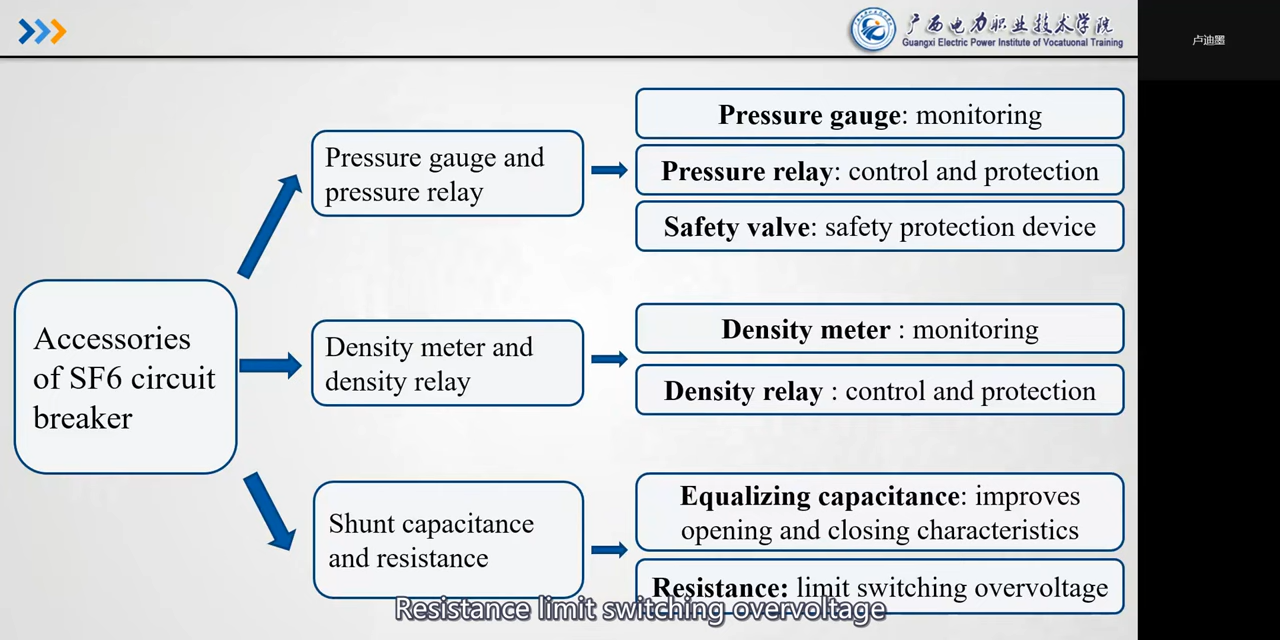 广西电力职业技术学院
Guangxi Electric Power Institute of Vocatuonal Training
卢迪墨
Pressure gauge: monitoring
Pressure gauge and
pressure relay
Pressure relay: control and protection
Safety valve: safety protection device
Accessories
of SF6 circuit
breaker
Density meter and
density relay
Density meter : monitoring
Density relay : control and protection
Shunt capacitance
and resistance
Equalizing capacitance: improves
opening and closing characteristics
Resistance: limit switching overvoltage
Resistance limit switching overvoltage